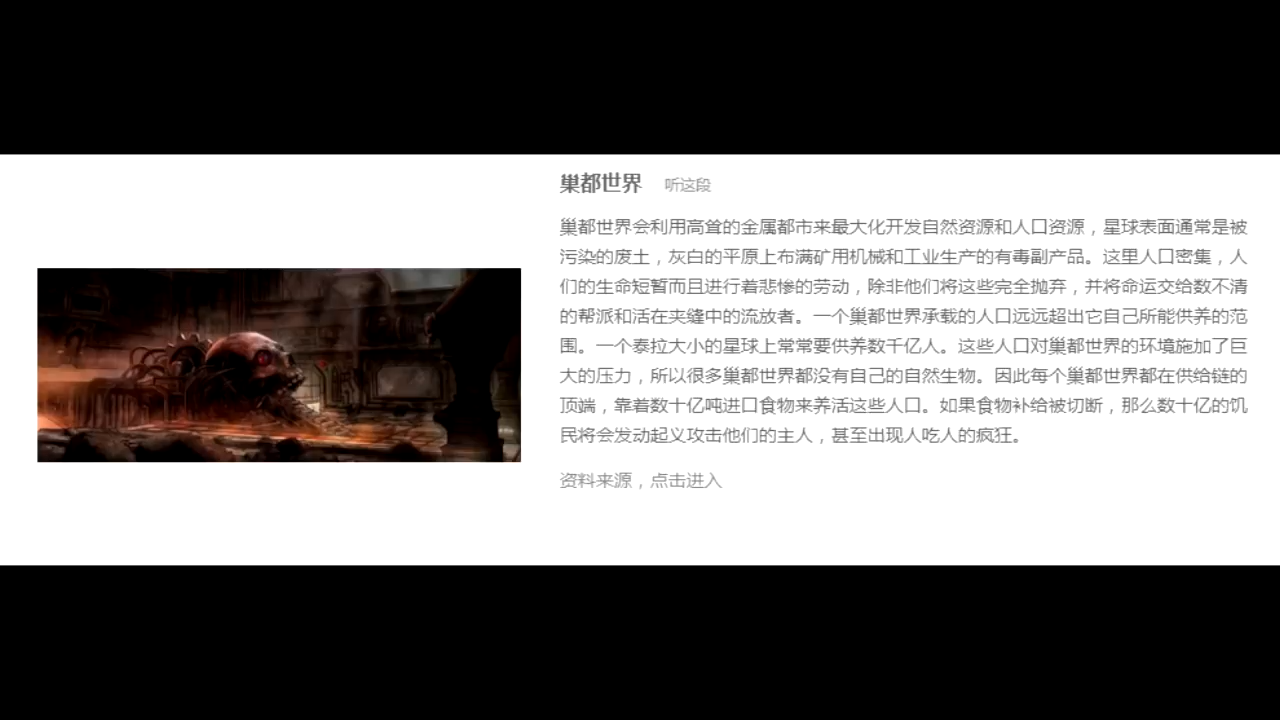 巢都世界 听这段
巢都世界会利用高耸的金属都市来最大化开发自然资源和人口资源，星球表面通常是被
污染的废土，灰白的平原上布满矿用机械和工业生产的有毒副产品。这里人口密集，人
们的生命短暂而且进行着悲惨的劳动，除非他们将这些完全抛弃，并将命运交给数不清
的帮派和活在夹缝中的流放者。一个巢都世界承载的人口远远超出它自己所能供养的范
围。一个泰拉大小的星球上常常要供养数千亿人。这些人口对巢都世界的环境施加了巨
大的压力，所以很多巢都世界都没有自己的自然生物。因此每个巢都世界都在供给链的
顶端，靠着数十亿吨进口食物来养活这些人口。如果食物补给被切断，那么数十亿的饥
民将会发动起义攻击他们的主人，甚至出现人吃人的疯狂。
资料来源，点击进入